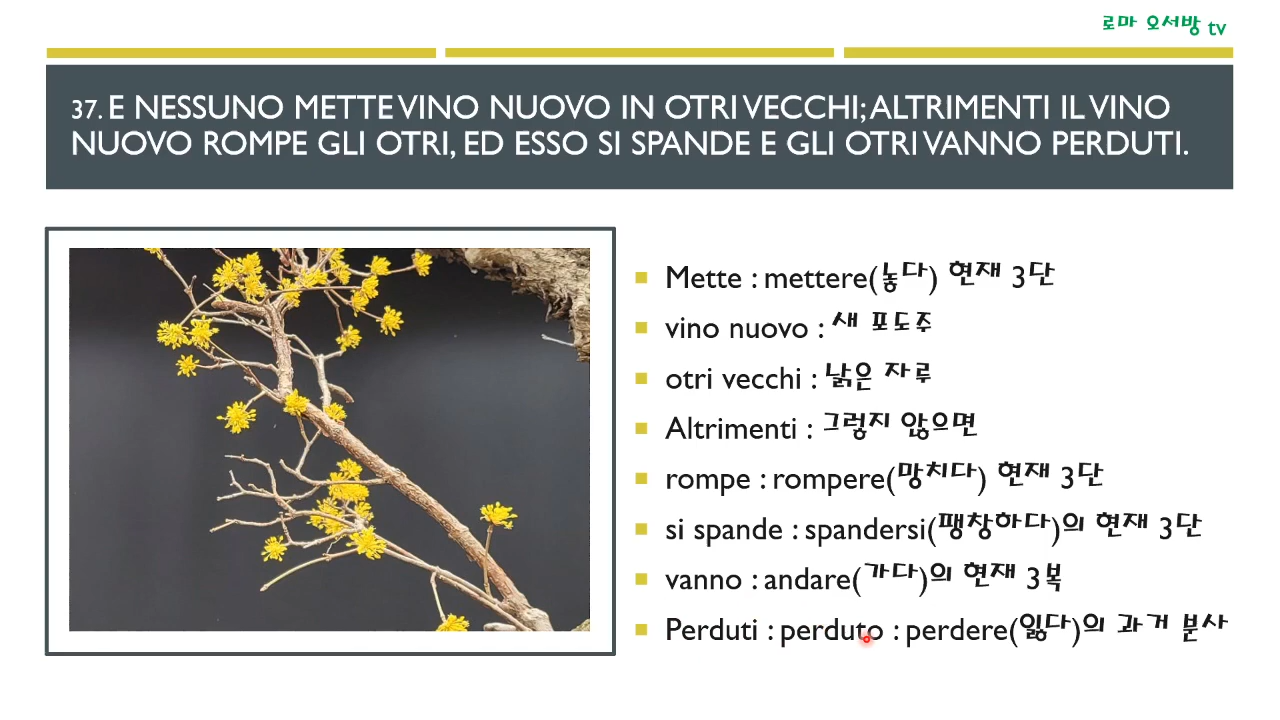 로마 오서방 tv
37. E NESSUNO METTE VINO NUOVO IN OTRI VECCHI; ALTRIMENTI IL VINO
NUOVO ROMPE GLI OTRI, ED ESSO SI SPANDE E GLI OTRI VANNO PERDUTI.
Mette : mettere(놓다) 현재 3단
vino nuovo : 새 포도주
otri vecchi : 낡은 자루
Altrimenti : 그렇지 않으면
rompe : rompere(망치다) 현재 3단
si spande : spandersi(팽창하다)의 현재 3단
vanno : andare(가다)의 현재 3복
Perduti : perduto : perdere(잃다)의 과거 분사